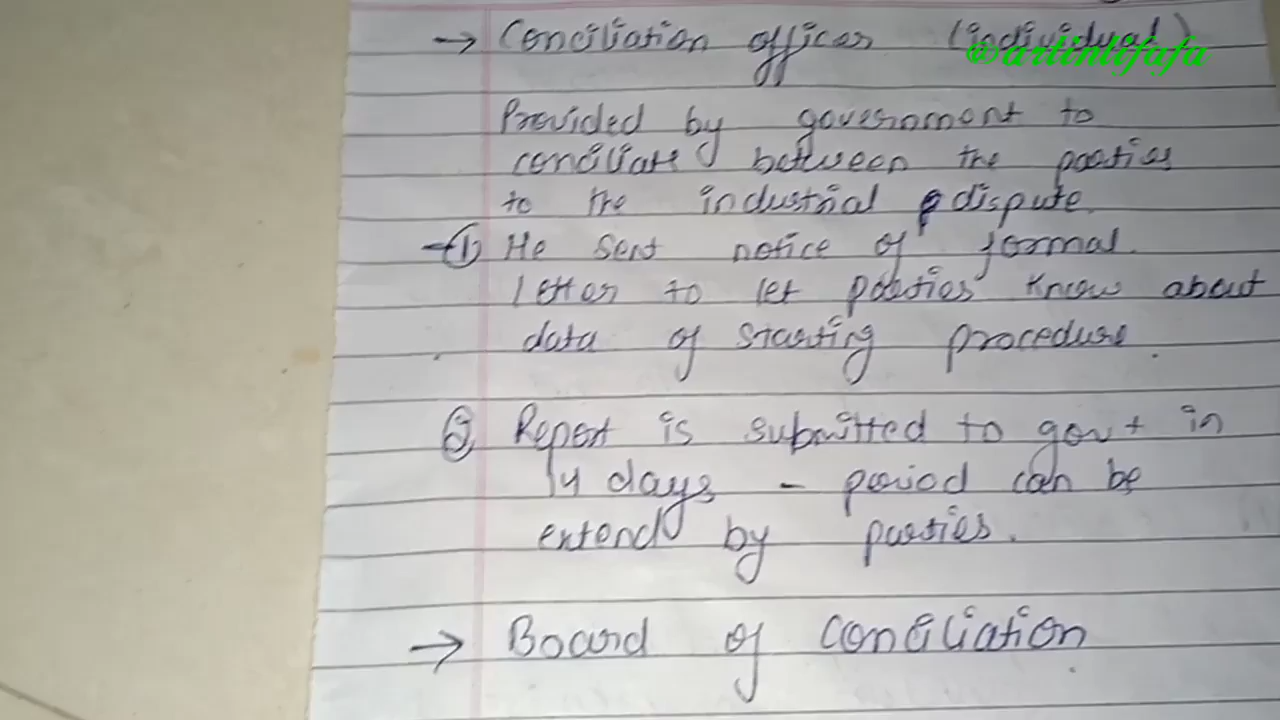 → Conciliation officer (individual)
@artinlifafa
Provided by government to
conciliate between the parties
to the industrial dispute.
→ ① He sent notice of formal
letter to let parties know about
data of starting procedure.
② Report is submitted to govt in
14 days - period can be
extend by parties.
→ Board of conciliation